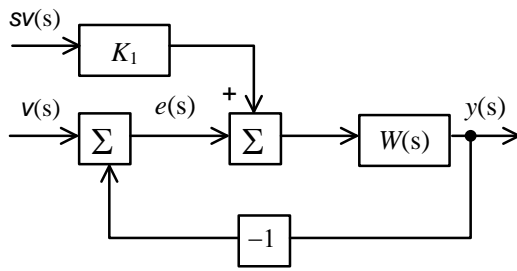 sv(s)
K₁
v(s)
e(s)
+
y(s)
Σ
Σ
W(s)
−1